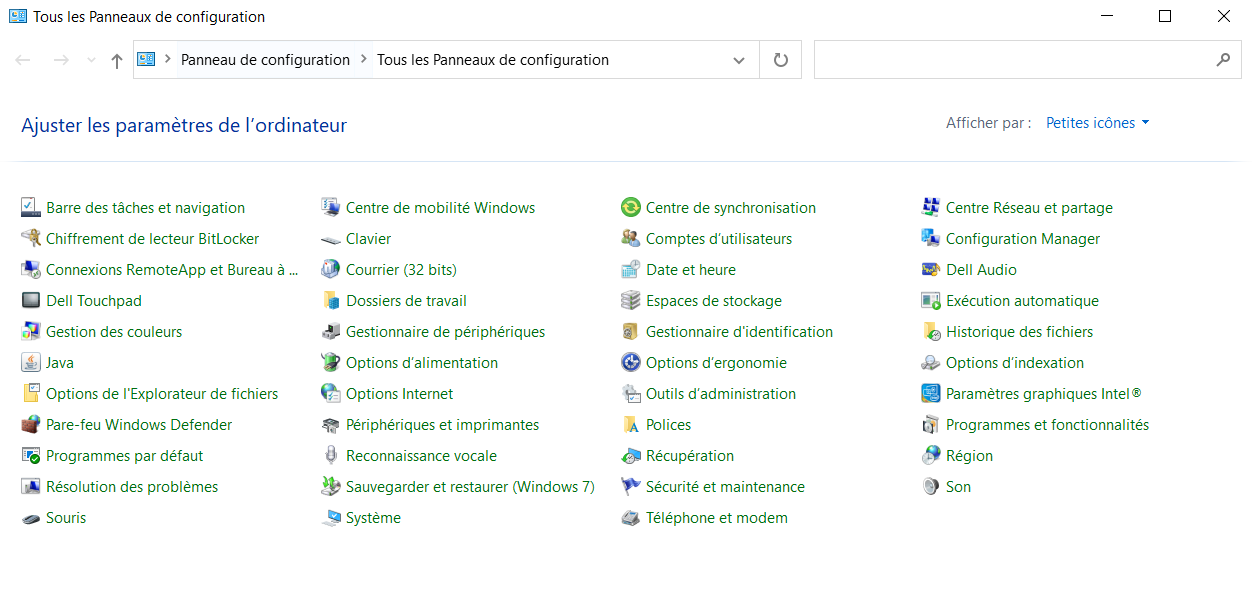 Tous les Panneaux de configuration
Panneau de configuration Tous les Panneaux de configuration
Ajuster les paramètres de l'ordinateur
Afficher par : Petites icônes
Barre des tâches et navigation Centre de mobilité Windows Centre de synchronisation Centre Réseau et partage
Chiffrement de lecteur BitLocker Clavier Comptes d'utilisateurs Configuration Manager
Connexions RemoteApp et Bureau à ... Courrier (32 bits) Date et heure Dell Audio
Dell Touchpad Dossiers de travail Espaces de stockage Exécution automatique
Gestion des couleurs Gestionnaire de périphériques Gestionnaire d'identification Historique des fichiers
Java Options d'alimentation Options d'ergonomie Options d'indexation
Options de l'Explorateur de fichiers Options Internet Outils d'administration Paramètres graphiques Intel®
Pare-feu Windows Defender Périphériques et imprimantes Polices Programmes et fonctionnalités
Programmes par défaut Reconnaissance vocale Récupération Région
Résolution des problèmes Sauvegarder et restaurer (Windows 7) Sécurité et maintenance Son
Souris Système Téléphone et modem